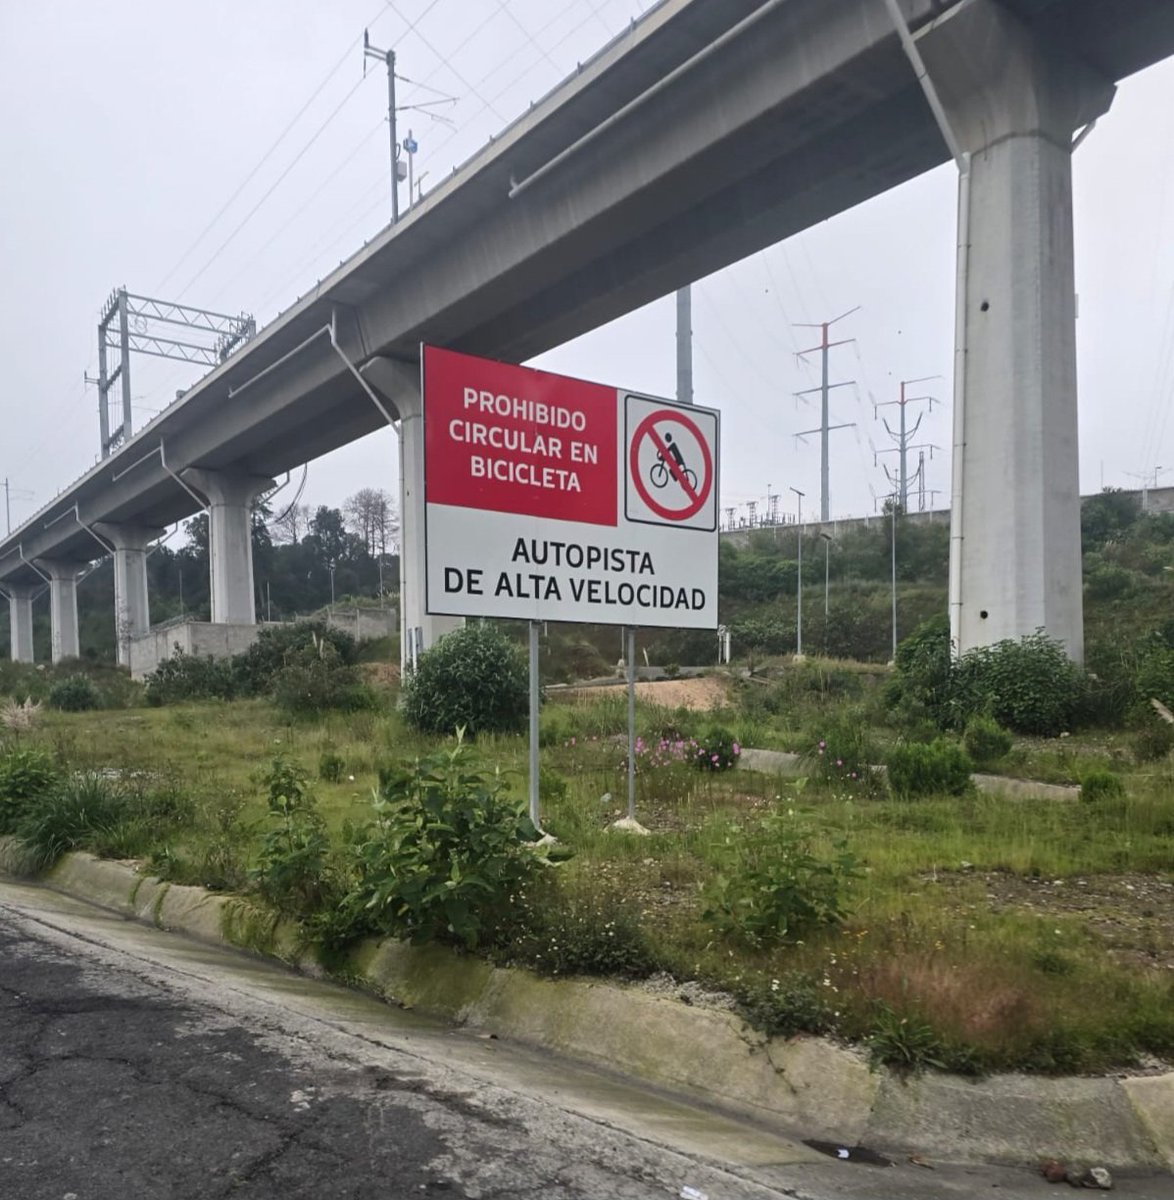 PROHIBIDO
CIRCULAR EN
BICICLETA
AUTOPISTA
DE ALTA VELOCIDAD